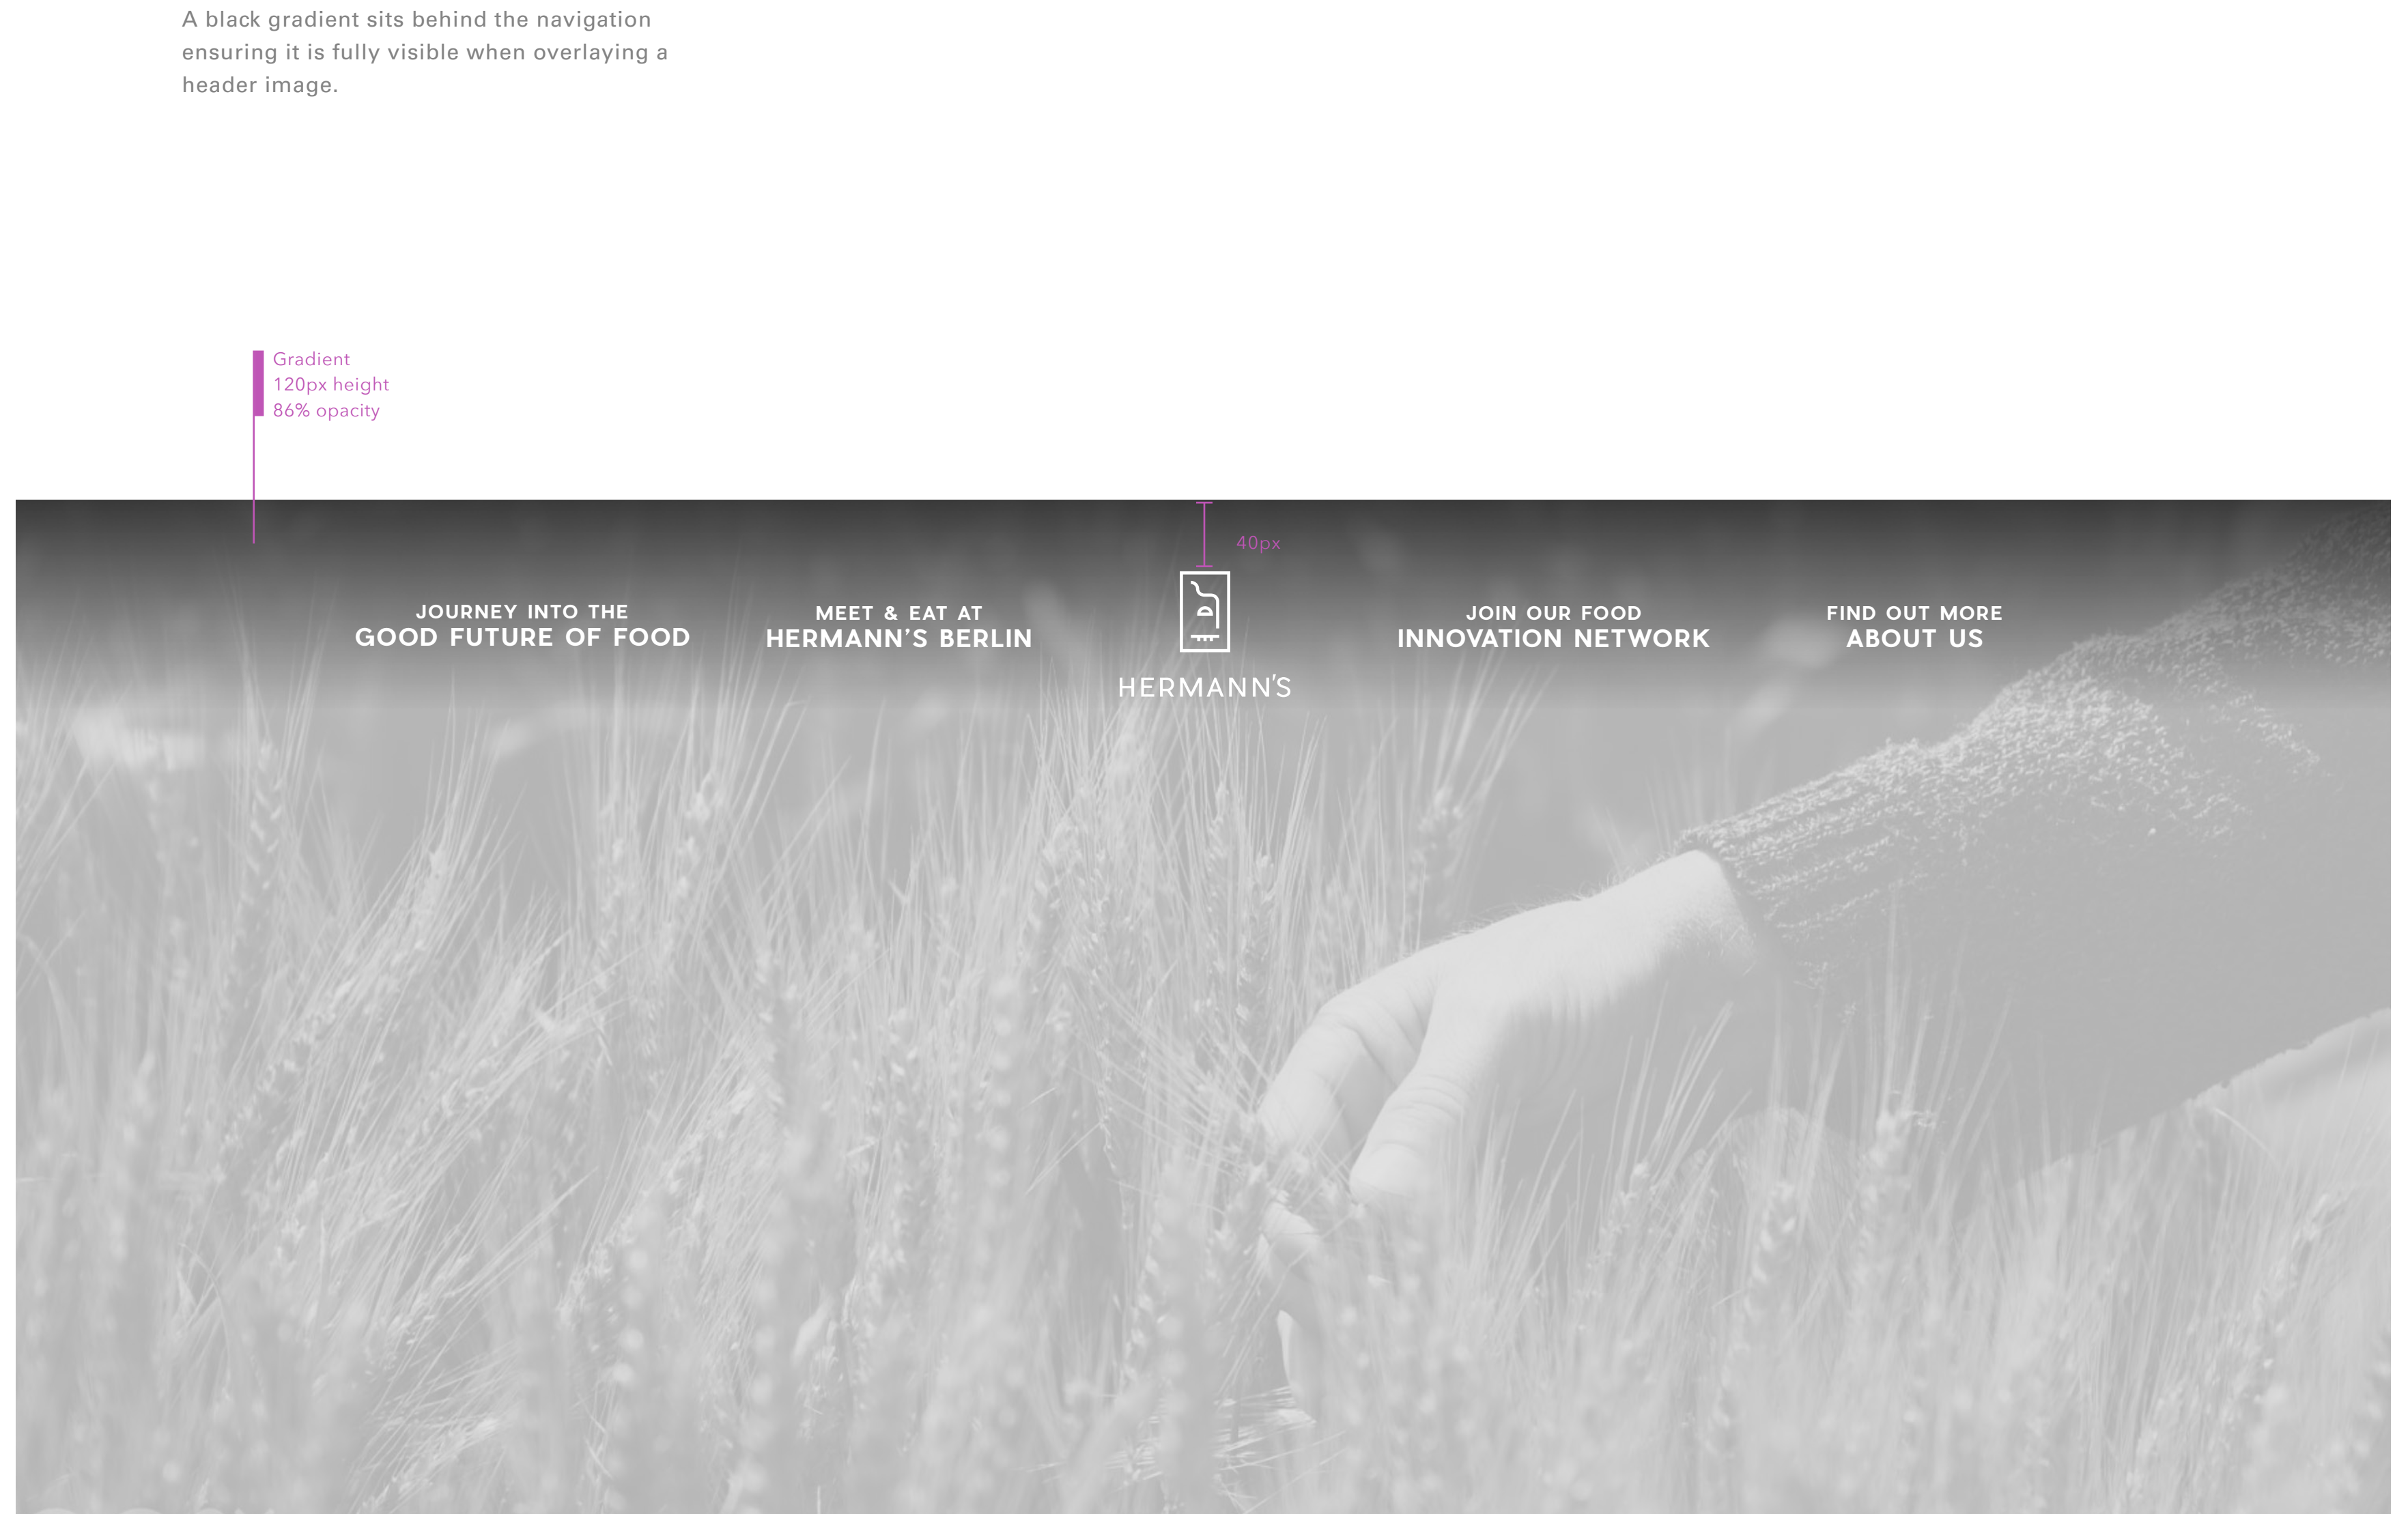 A black gradient sits behind the navigation
ensuring it is fully visible when overlaying a
header image.
Gradient
120px height
86% opacity
40px
JOURNEY INTO THE
GOOD FUTURE OF FOOD
MEET & EAT AT
HERMANN’S BERLIN
HERMANN’S
JOIN OUR FOOD
INNOVATION NETWORK
FIND OUT MORE
ABOUT US